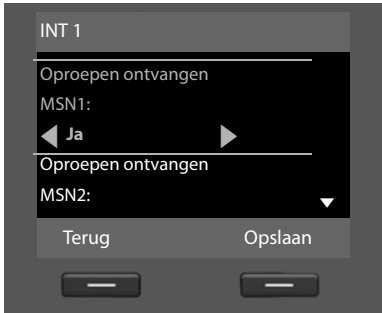 INT 1
Oproepen ontvangen
MSN1:
Ja
Oproepen ontvangen
MSN2:
Terug Opslaan